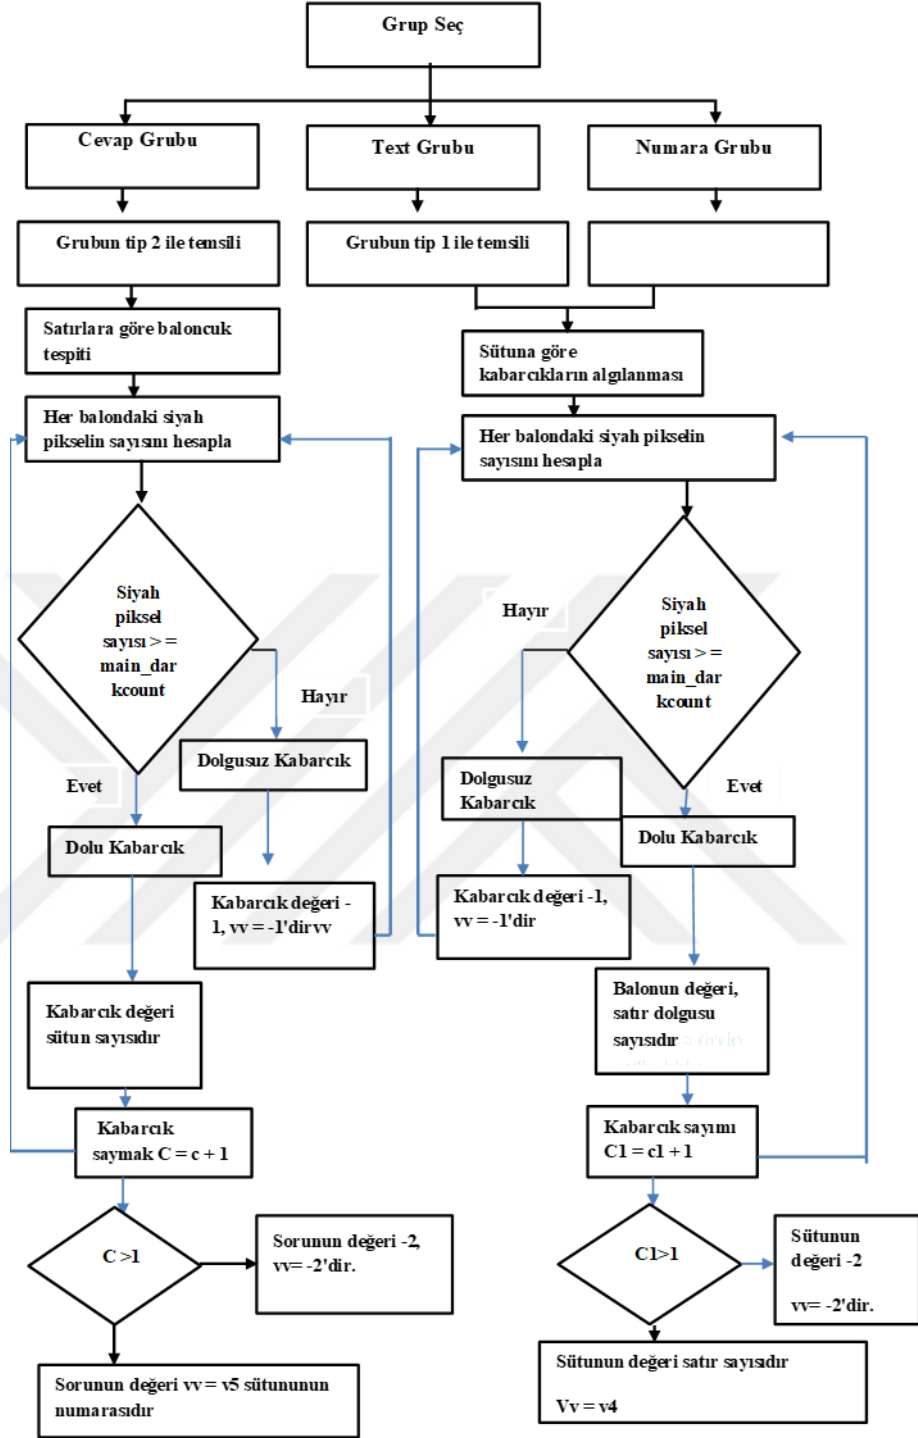 Grup Seç
Cevap Grubu
Text Grubu
Numara Grubu
Grubun tip 2 ile temsili
Grubun tip 1 ile temsili
Satırlara göre baloncuk
tespiti
Sütuna göre
kabarcıkların algılanması
Her balondaki siyah
pikselin sayısını hesapla
Her balondaki siyah pikselin
sayısını hesapla
Siyah
piksel
sayısı > =
main_dar
kcount
Hayır
Evet
Siyah
piksel
sayısı > =
main_dar
kcount
Hayır
Evet
Dolgusuz Kabarcık
Dolu Kabarcık
Dolgusuz
Kabarcık
Dolu Kabarcık
Kabarcık değeri -
1, vv = -1'dirvv
Kabarcık değeri -1,
vv = -1'dir
Kabarcık değeri
sütun sayısıdır
Balonun değeri,
satır dolgusu
sayısıdır
Kabarcık
saymak C = c + 1
Kabarcık sayımı
C1 = c1 + 1
C >1
Sorunun değeri -2,
vv= -2'dir.
C1>1
Sütunun
değeri -2
vv= -2'dir.
Sorunun değeri vv = v5 sütununun
numarasıdır
Sütunun değeri satır sayısıdır
Vv = v4